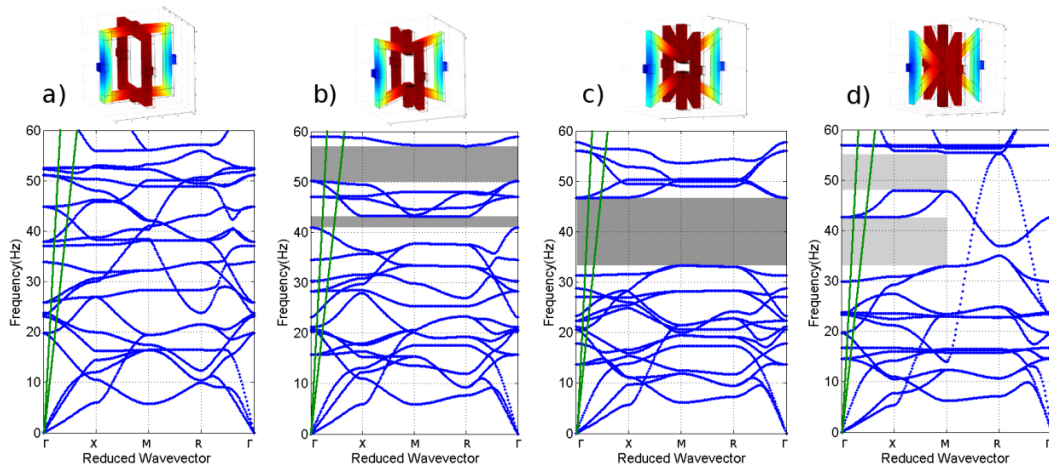 a)
b)
c)
d)
60
50
40
30
20
10
0
Frequency(Hz)
Γ X M R Γ
Reduced Wavevector
60
50
40
30
20
10
0
Frequency(Hz)
Γ X M R Γ
Reduced Wavevector
60
50
40
30
20
10
0
Frequency(Hz)
Γ X M R Γ
Reduced Wavevector
60
50
40
30
20
10
0
Frequency(Hz)
Γ X M R Γ
Reduced Wavevector